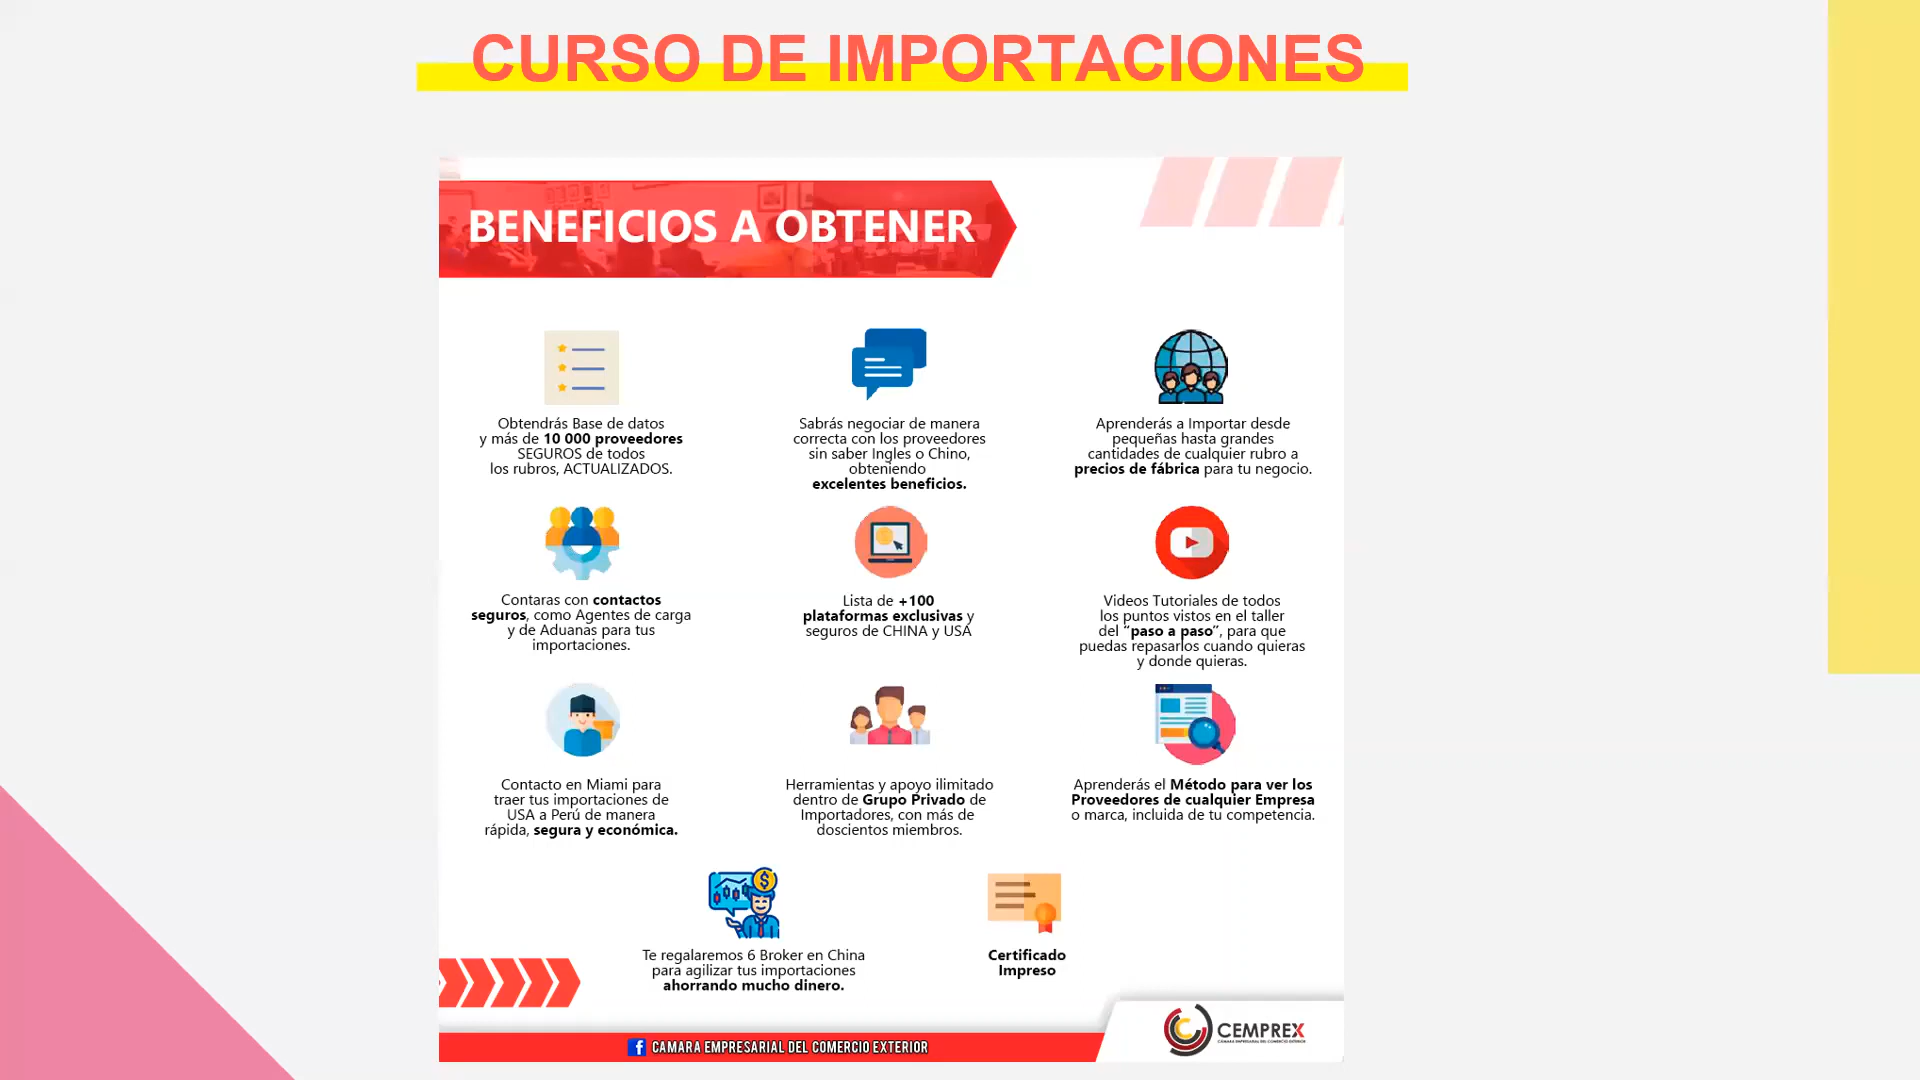 CURSO DE IMPORTACIONES
BENEFICIOS A OBTENER
Obtendrás Base de datos
y más de 10 000 proveedores
SEGUROS de todos
los rubros, ACTUALIZADOS.
Sabrás negociar de manera
correcta con los proveedores
sin saber Ingles o Chino,
obteniendo
excelentes beneficios.
Aprenderás a Importar desde
pequeñas hasta grandes
cantidades de cualquier rubro a
precios de fábrica para tu negocio.
Contaras con contactos
seguros, como Agentes de carga
y de Aduanas para tus
importaciones.
Lista de +100
plataformas exclusivas y
seguros de CHINA y USA
Videos Tutoriales de todos
los puntos vistos en el taller
del “paso a paso”, para que
puedas repasarlos cuando quieras
y donde quieras.
Contacto en Miami para
traer tus importaciones de
USA a Perú de manera
rápida, segura y económica.
Herramientas y apoyo ilimitado
dentro de Grupo Privado de
Importadores, con más de
doscientos miembros.
Aprenderás el Método para ver los
Proveedores de cualquier Empresa
o marca, incluida de tu competencia.
Te regalaremos 6 Broker en China
para agilizar tus importaciones
ahorrando mucho dinero.
Certificado
Impreso
CAMARA EMPRESARIAL DEL COMERCIO EXTERIOR
CEMPREX
CÁMARA EMPRESARIAL DEL COMERCIO EXTERIOR